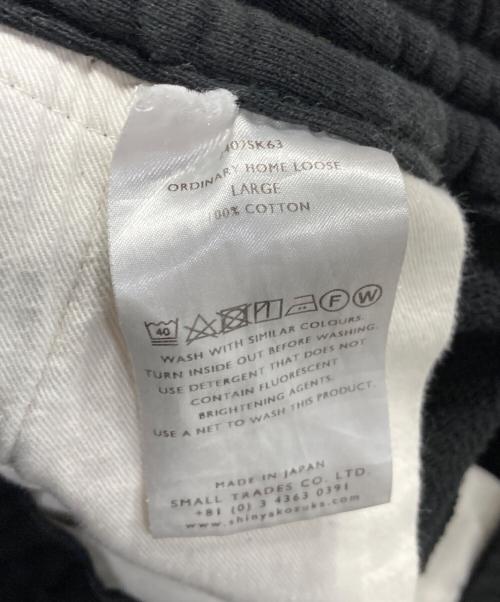 402SK63
ORDINARY HOME LOOSE
LARGE
100% COTTON
40 F W
WASH WITH SIMILAR COLOURS.
TURN INSIDE OUT BEFORE WASHING.
USE DETERGENT THAT DOES NOT
CONTAIN FLUORESCENT
BRIGHTENING AGENTS.
USE A NET TO WASH THIS PRODUCT.
MADE IN JAPAN
SMALL TRADES CO. LTD.
+81 (0) 3 4363 0391
www.shinyakozuka.com